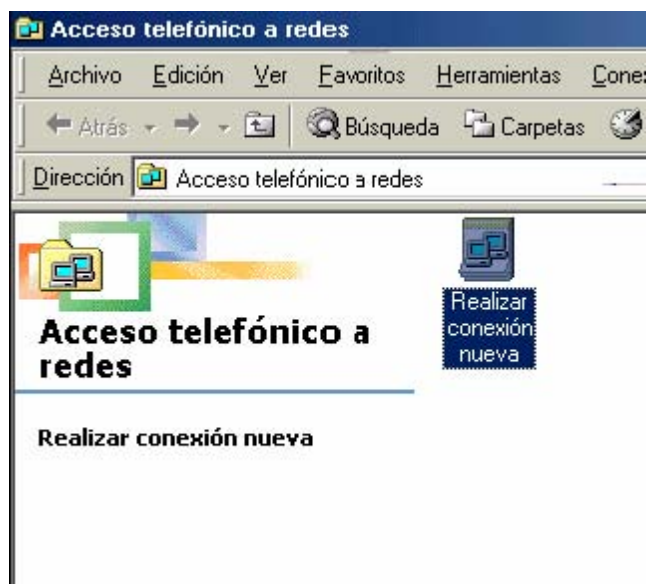 Acceso telefónico a redes
Archivo Edición Ver Favoritos Herramientas
Atrás Búsqueda Carpetas
Dirección Acceso telefónico a redes
Realizar
conexión
nueva
Acceso telefónico a
redes
Realizar conexión nueva